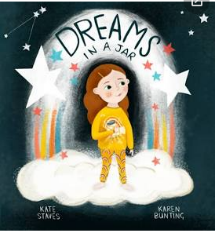 DREAMS
IN A JAR
KATE STAVES
KAREN BUNTING